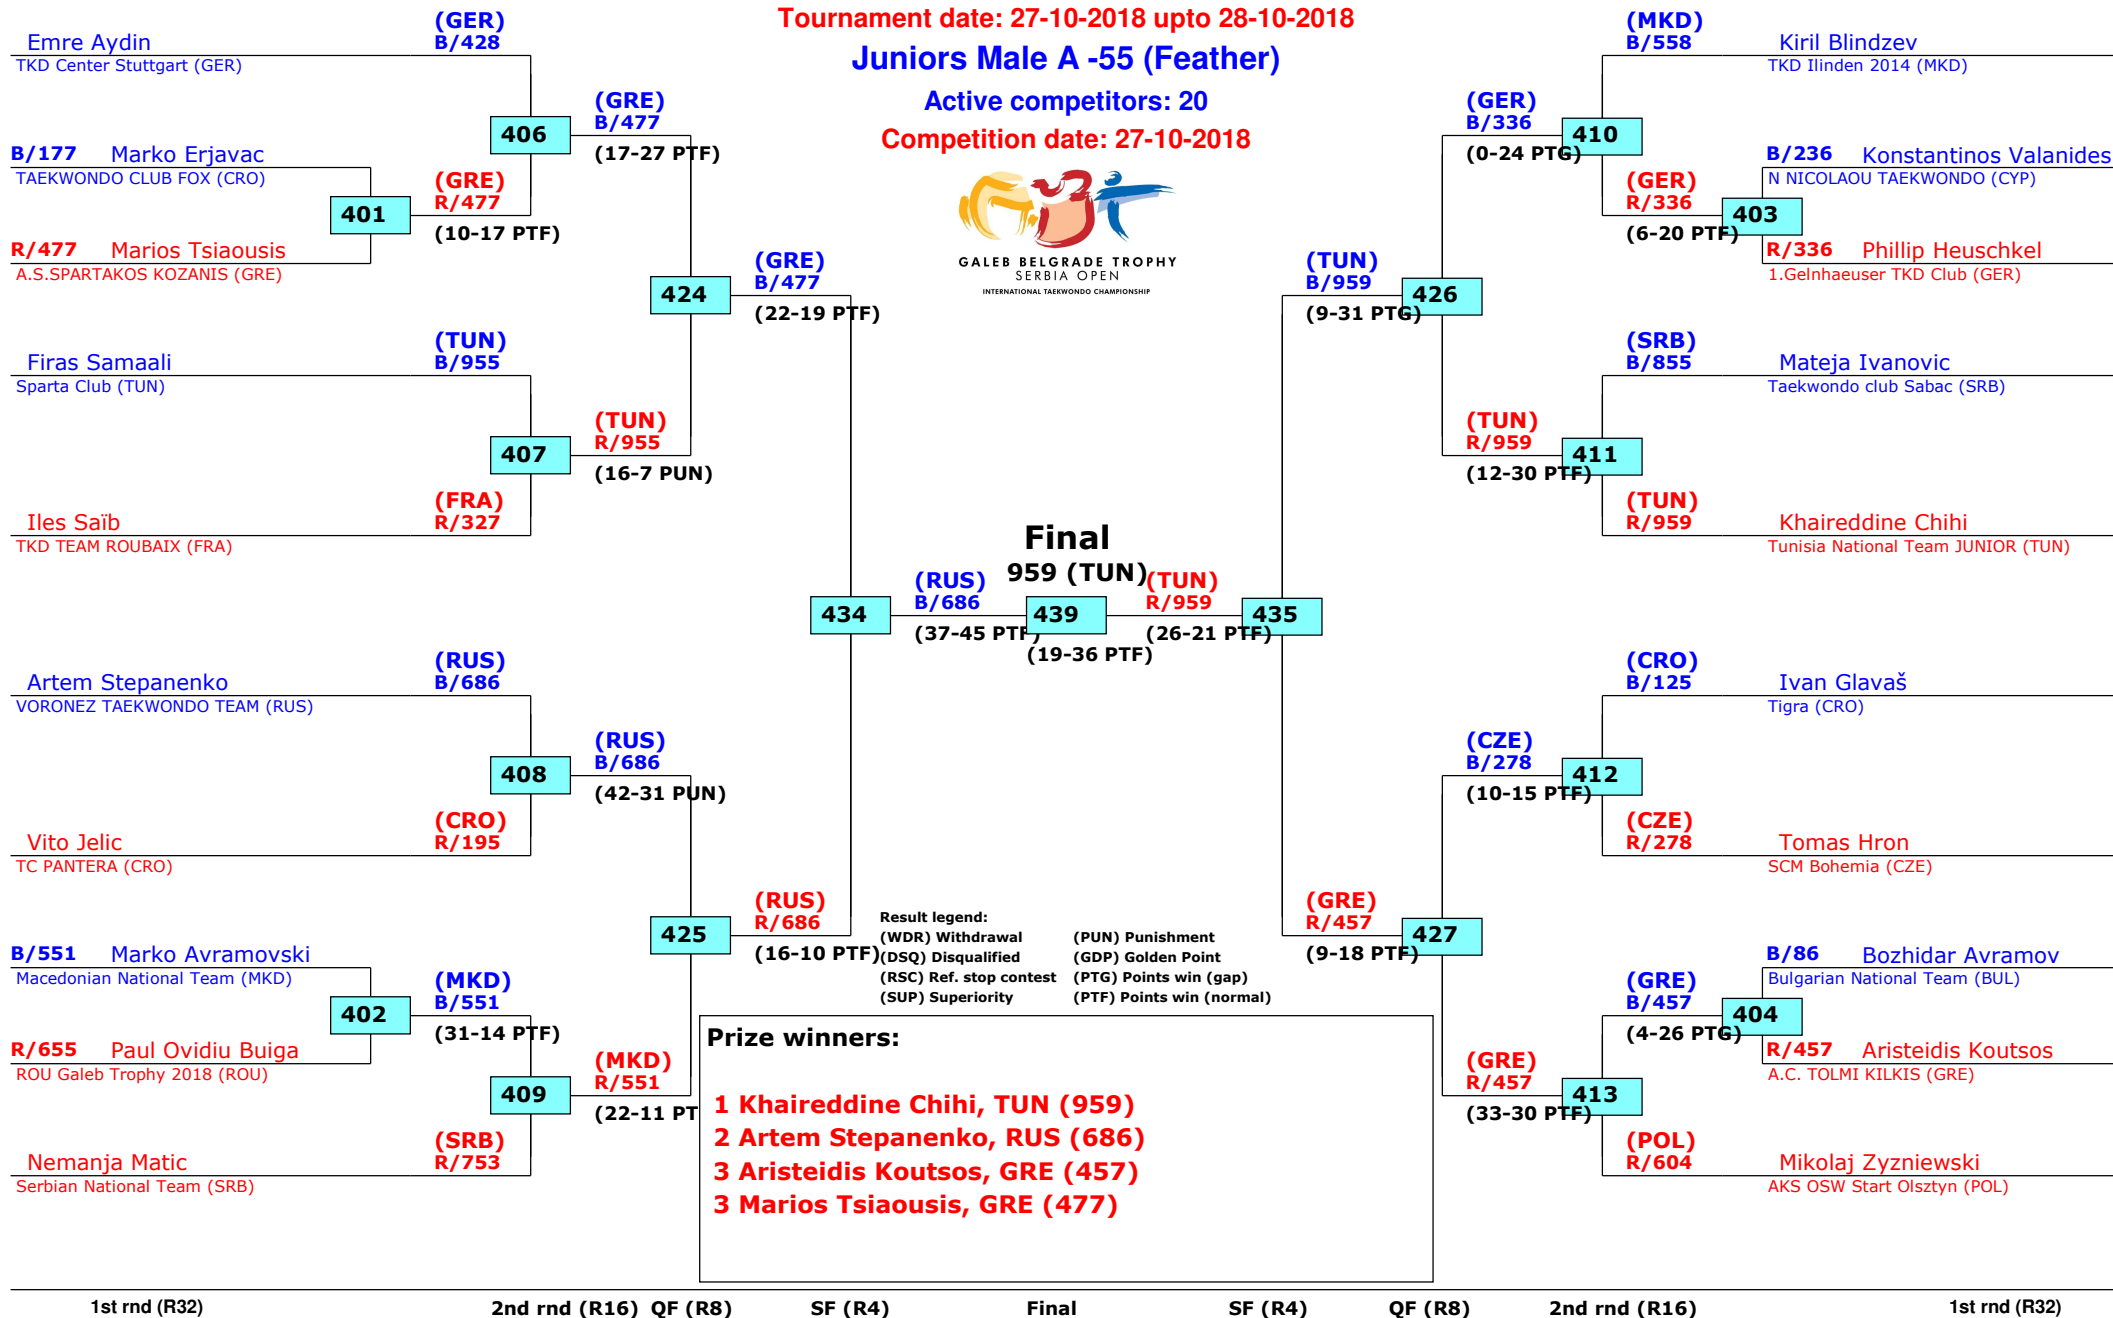 Tournament date: 27-10-2018 upto 28-10-2018
Juniors Male A -55 (Feather)
Active competitors: 20
Competition date: 27-10-2018
GALEB BELGRADE TROPHY
SERBIA OPEN
INTERNATIONAL TAEKWONDO CHAMPIONSHIP
(GER)
Emre Aydin B/428
TKD Center Stuttgart (GER)
(GRE)
B/477
406
(17-27 PTF)
B/177 Marko Erjavac
TAEKWONDO CLUB FOX (CRO)
(GRE)
R/477
401
(10-17 PTF)
R/477 Marios Tsiaousis
A.S.SPARTAKOS KOZANIS (GRE)
(GRE)
B/477
424
(22-19 PTF)
(TUN)
Firas Samaali B/955
Sparta Club (TUN)
(TUN)
R/955
407
(16-7 PUN)
(FRA)
Iles Saïb R/327
TKD TEAM ROUBAIX (FRA)
434
(RUS)
B/686
(37-45 PTF)
(RUS)
Artem Stepanenko B/686
VORONEZ TAEKWONDO TEAM (RUS)
(RUS)
B/686
408
(42-31 PUN)
(CRO)
Vito Jelic R/195
TC PANTERA (CRO)
(RUS)
R/686
425
(16-10 PTF)
B/551 Marko Avramovski
Macedonian National Team (MKD)
(MKD)
B/551
402
(31-14 PTF)
R/655 Paul Ovidiu Buiga
ROU Galeb Trophy 2018 (ROU)
(MKD)
R/551
409
(22-11 PT
(SRB)
Nemanja Matic R/753
Serbian National Team (SRB)
Final
959 (TUN)
439
(19-36 PTF)
(TUN)
R/959
435
(26-21 PTF)
(MKD)
B/558 Kiril Blindzev
TKD Ilinden 2014 (MKD)
(GER)
B/336
410
(0-24 PTG)
B/236 Konstantinos Valanides
N NICOLAOU TAEKWONDO (CYP)
(GER)
R/336
403
(6-20 PTF)
R/336 Phillip Heuschkel
1.Gelnhaeuser TKD Club (GER)
(TUN)
B/959
426
(9-31 PTG)
(SRB)
B/855 Mateja Ivanovic
Taekwondo club Sabac (SRB)
(TUN)
R/959
411
(12-30 PTF)
(TUN)
R/959 Khaireddine Chihi
Tunisia National Team JUNIOR (TUN)
(CRO)
B/125 Ivan Glavaš
Tigra (CRO)
(CZE)
B/278
412
(10-15 PTF)
(CZE)
R/278 Tomas Hron
SCM Bohemia (CZE)
(GRE)
R/457
427
(9-18 PTF)
B/86 Bozhidar Avramov
Bulgarian National Team (BUL)
(GRE)
B/457
404
(4-26 PTG)
R/457 Aristeidis Koutsos
A.C. TOLMI KILKIS (GRE)
(GRE)
R/457
413
(33-30 PTF)
(POL)
R/604 Mikolaj Zyzniewski
AKS OSW Start Olsztyn (POL)
Result legend:
(WDR) Withdrawal (PUN) Punishment
(DSQ) Disqualified (GDP) Golden Point
(RSC) Ref. stop contest (PTG) Points win (gap)
(SUP) Superiority (PTF) Points win (normal)
Prize winners:
1 Khaireddine Chihi, TUN (959)
2 Artem Stepanenko, RUS (686)
3 Aristeidis Koutsos, GRE (457)
3 Marios Tsiaousis, GRE (477)
1st rnd (R32) 2nd rnd (R16) QF (R8) SF (R4) Final SF (R4) QF (R8) 2nd rnd (R16) 1st rnd (R32)